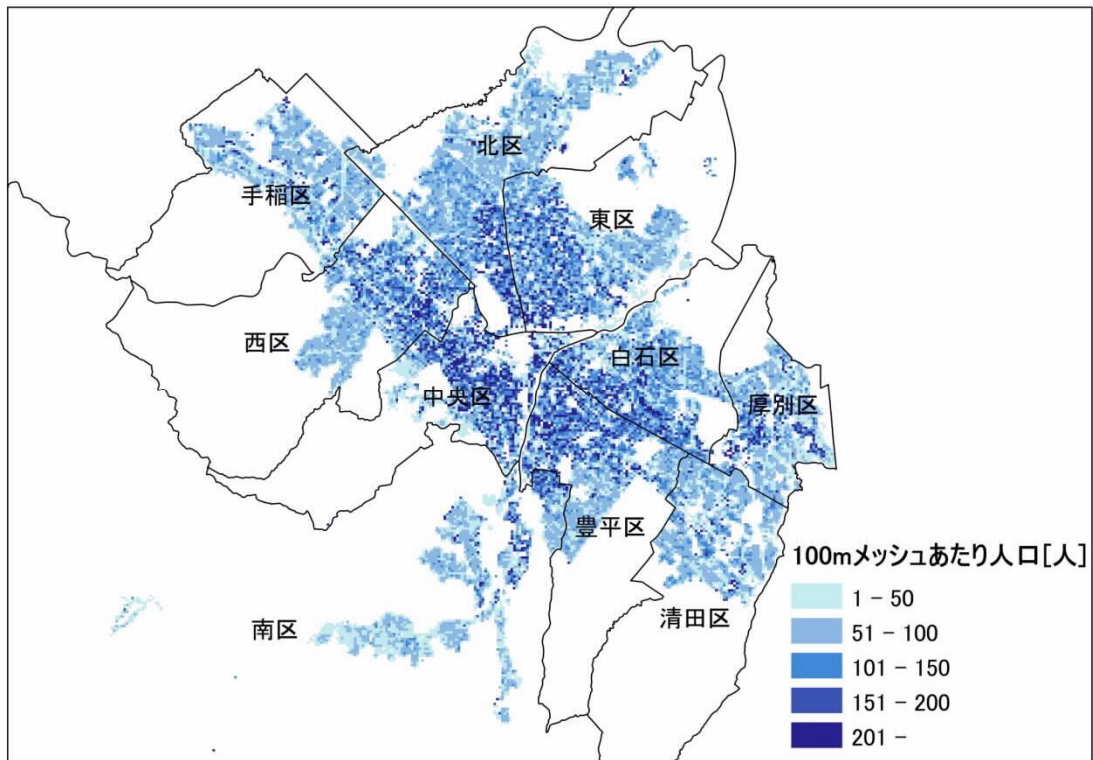 北区
手稲区
東区
西区
白石区
中央区
厚別区
豊平区
清田区
南区
100mメッシュあたり人口[人]
1 - 50
51 - 100
101 - 150
151 - 200
201 -